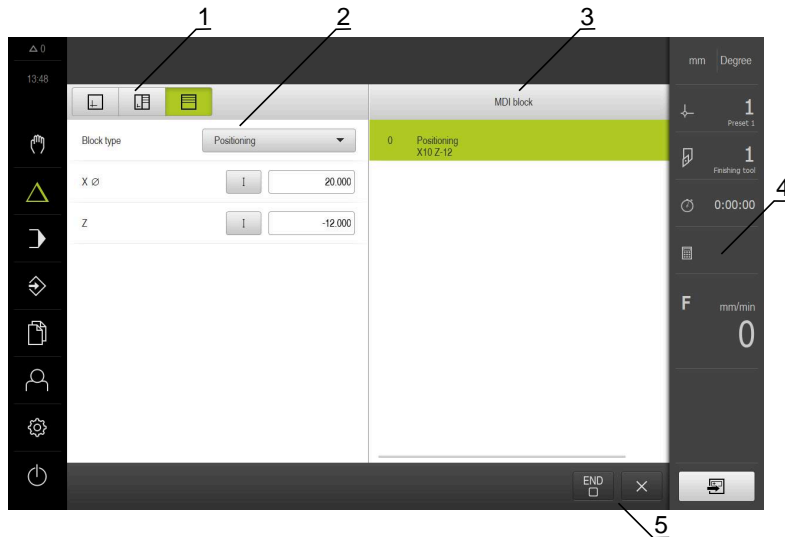 1
2
3
0
mm Degree
13:48
MDI block
1
Preset 1
Block type
Positioning
0 Positioning
X10 Z-12
1
Finishing tool
X ⌀
I
20.000
4
0:00:00
Z
I
-12.000
F
mm/min
0
END
5